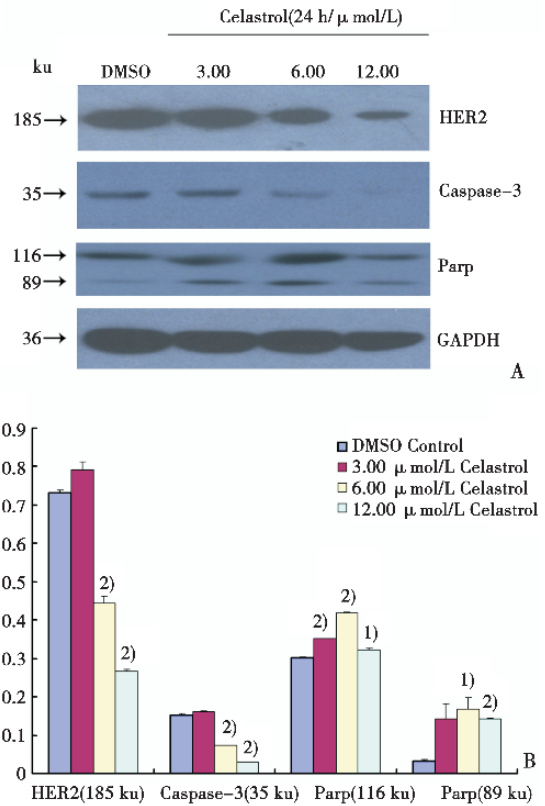 Celastrol(24 h/ μ mol/L)
ku
DMSO 3.00 6.00 12.00
185 HER2
35 Caspase-3
116 Parp
89
36 GAPDH
A
0.9
0.8
0.7
0.6
0.5
0.4
0.3
0.2
0.1
0
DMSO Control
3.00 μ mol/L Celastrol
6.00 μ mol/L Celastrol
12.00 μ mol/L Celastrol
2)
2)
2)
2)
2)
2)
1)
1)
2)
B
HER2(185 ku) Caspase-3(35 ku) Parp(116 ku) Parp(89 ku)